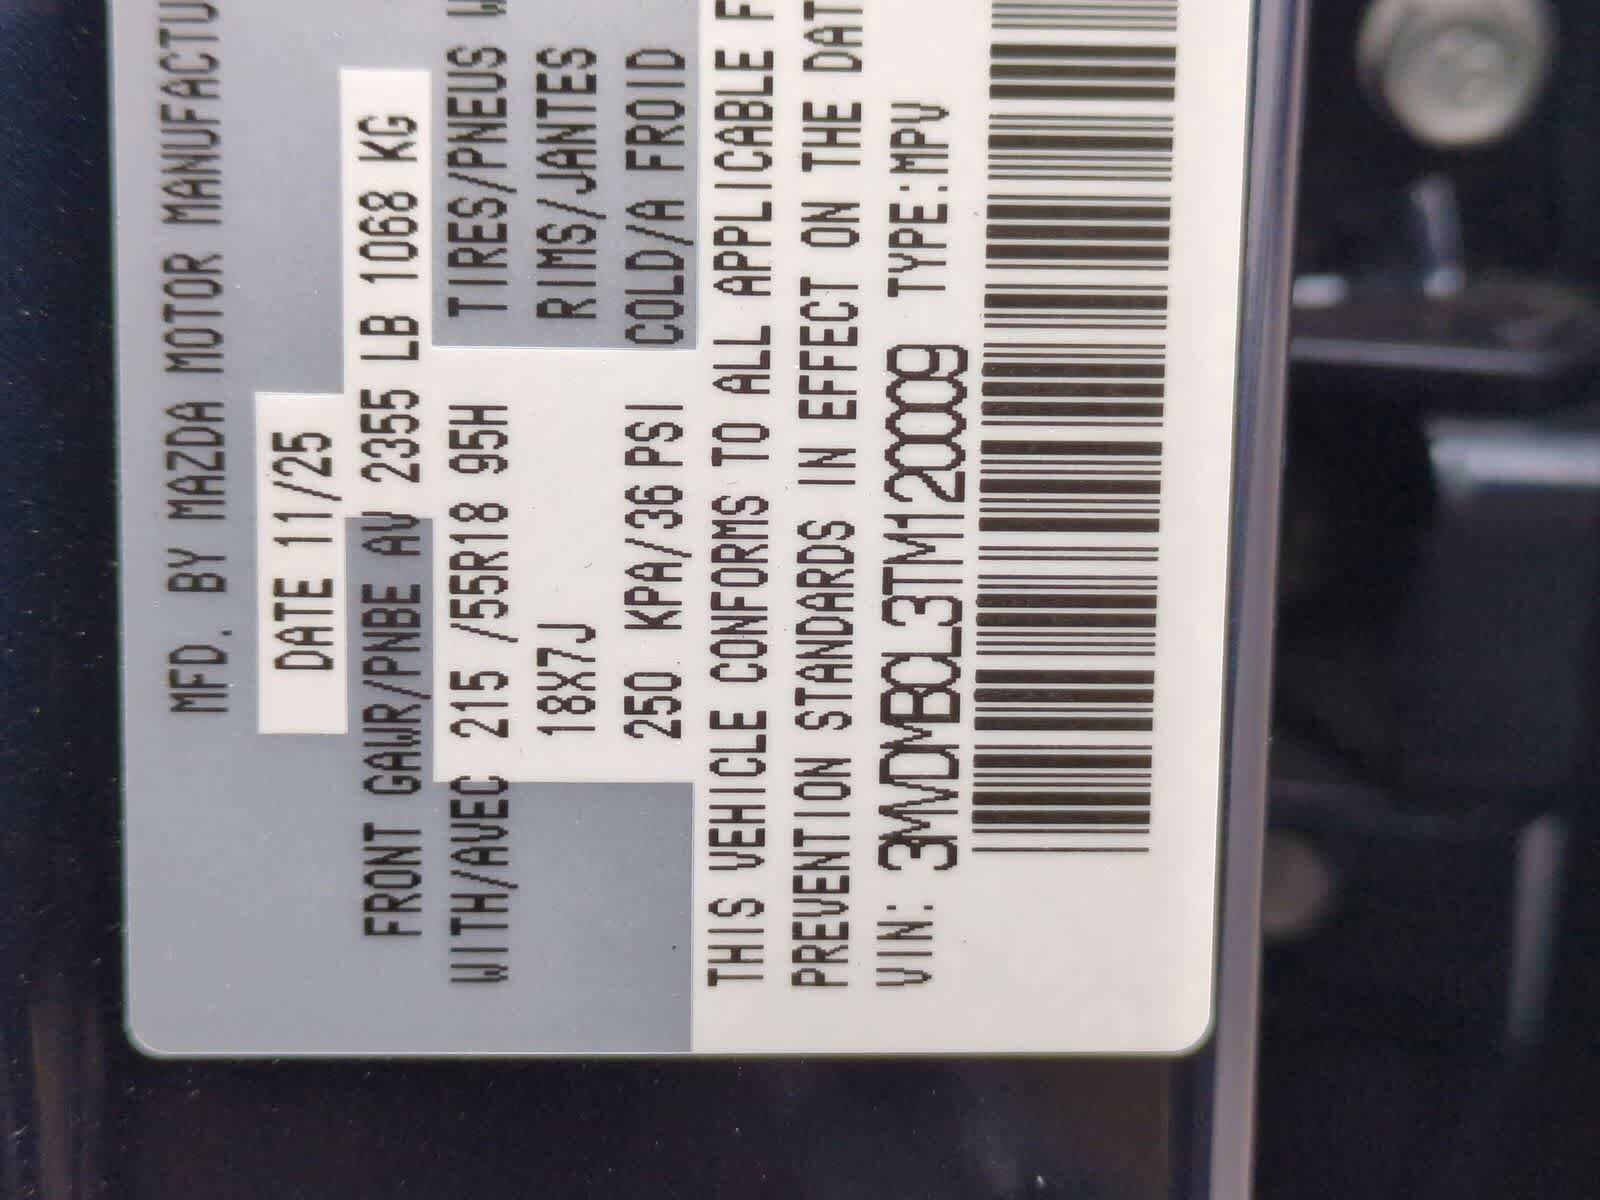 MFD. BY MAZDA MOTOR MANUFACTU
DATE 11/25
FRONT GAWR/PNBE AV 2355 LB 1068 KG
WITH/AVEC 215 /55R18 95H TIRES/PNEUS
18X7J RIMS/JANTES
250 KPA/36 PSI COLD/A FROID
THIS VEHICLE CONFORMS TO ALL APPLICABLE F
PREVENTION STANDARDS IN EFFECT ON THE DAT
VIN: 3MVDMBCL3TM120009 TYPE:MPV